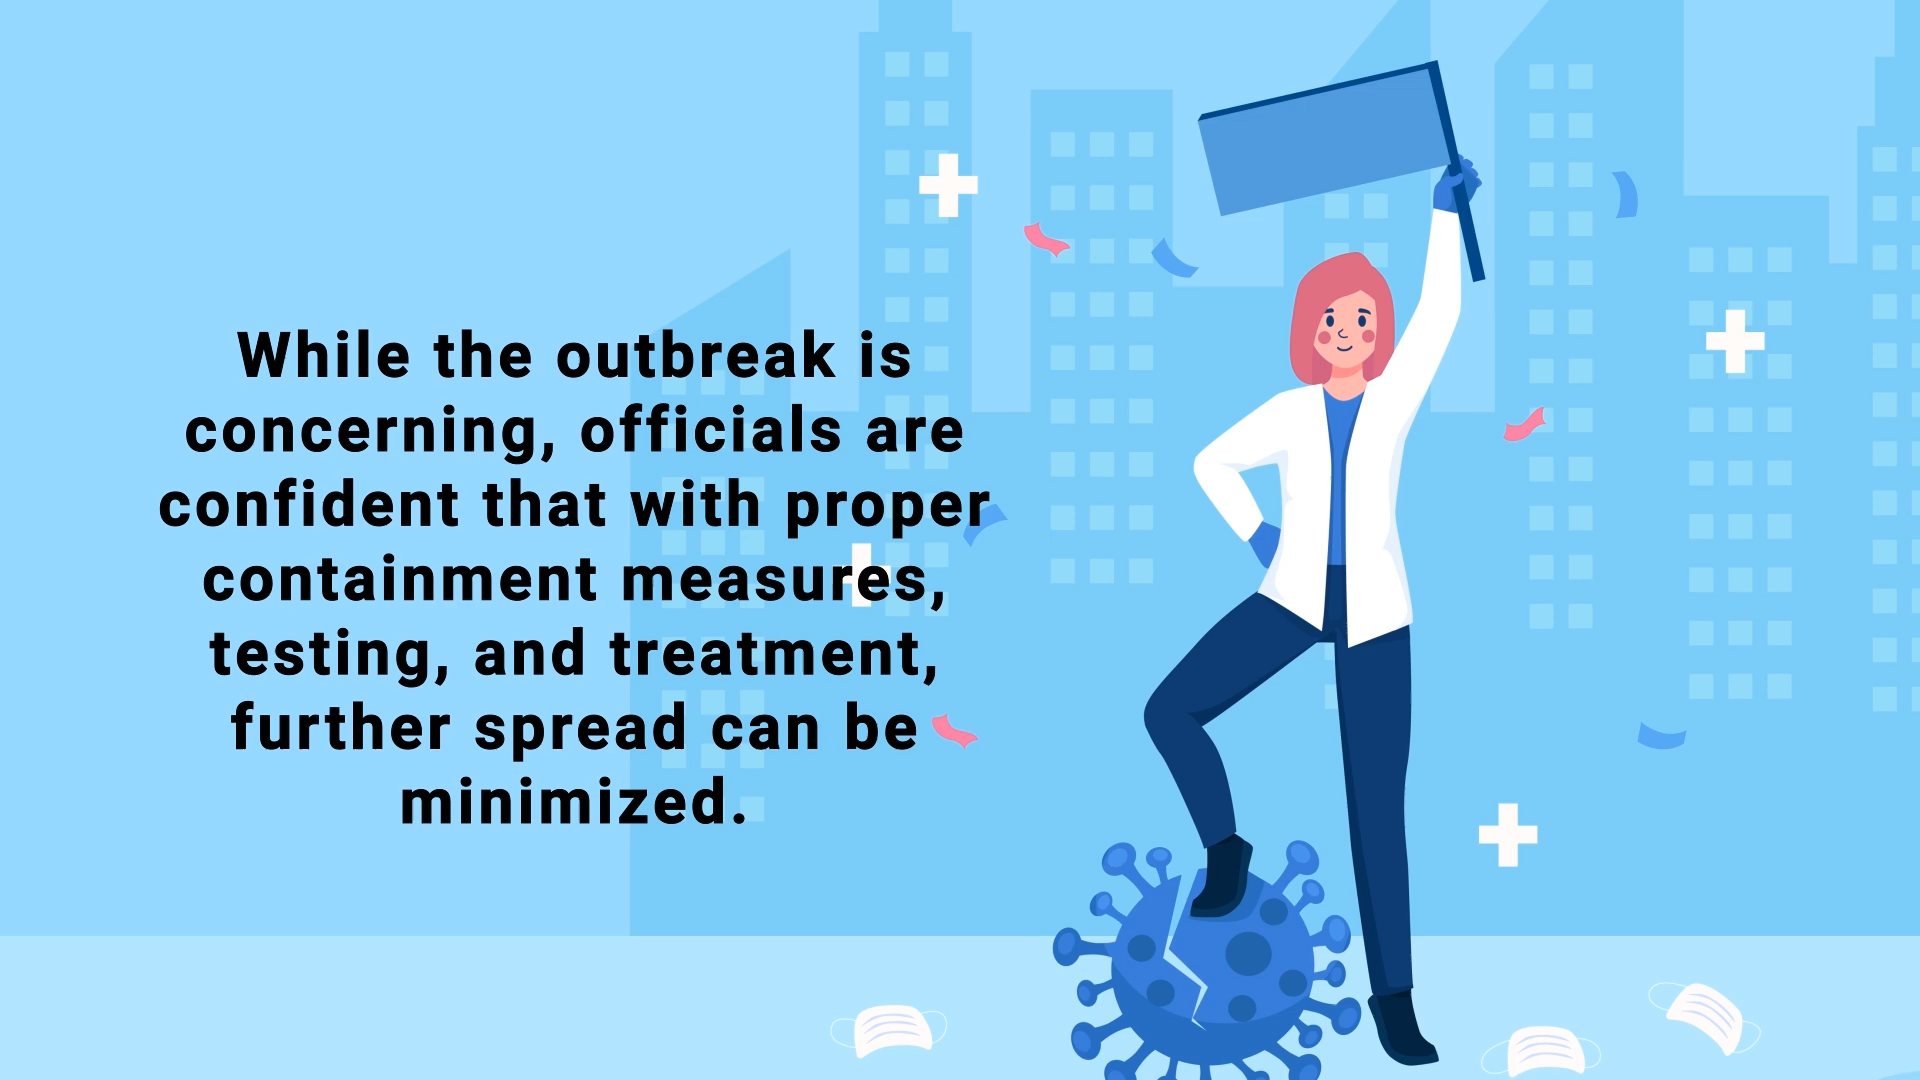 While the outbreak is
concerning, officials are
confident that with proper
containment measures,
testing, and treatment,
further spread can be
minimized.